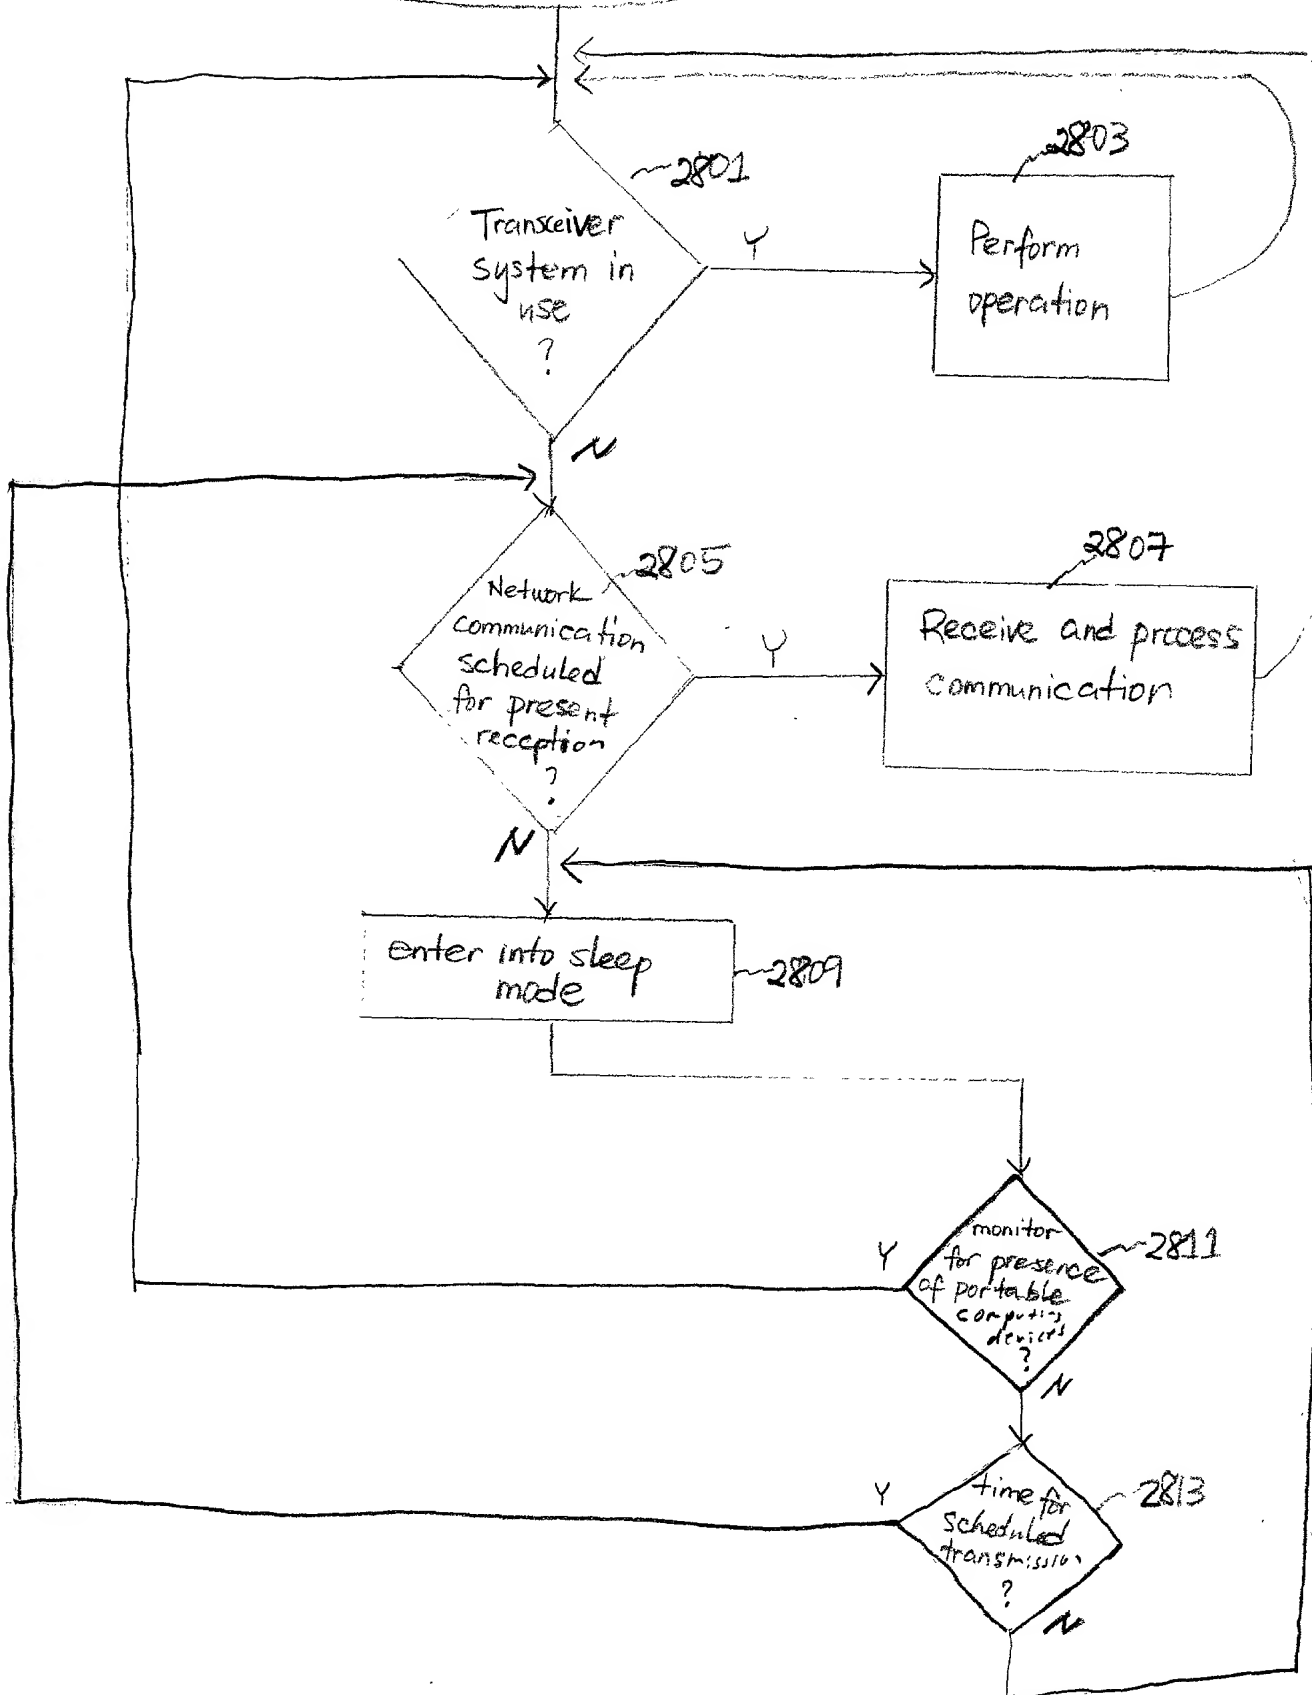 2801
Transceiver
system in
use
?
Y
2803
Perform
operation
N
2805
Network
communication
scheduled
for present
reception
?
Y
2807
Receive and process
communication
N
enter into sleep
mode
2809
Y
monitor
for presence
of portable
computing
devices
?
2811
N
Y
time for
scheduled
transmission
?
2813
N